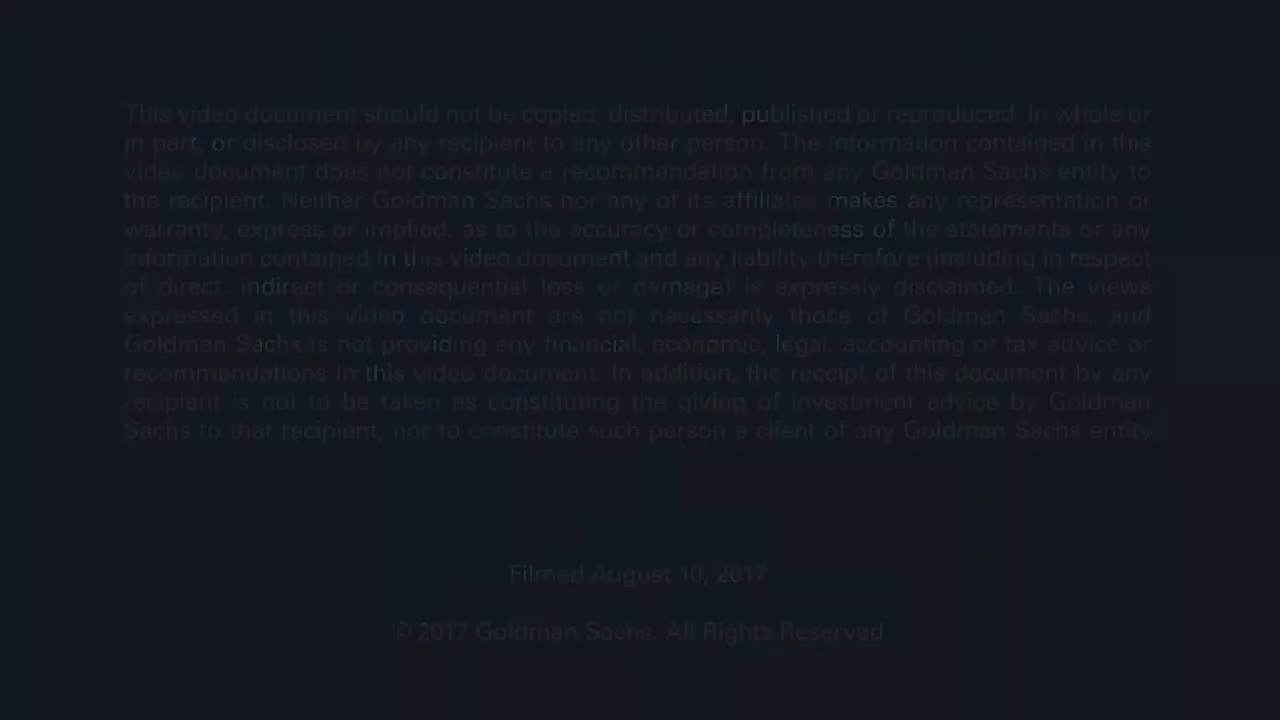 This video document should not be copied, distributed, published or reproduced, in whole or
in part, or disclosed by any recipient to any other person. The information contained in this
video document does not constitute a recommendation from any Goldman Sachs entity to
the recipient. Neither Goldman Sachs nor any of its affiliates makes any representation or
warranty, express or implied, as to the accuracy or completeness of the statements or any
information contained in this video document and any liability therefore (including in respect
of direct, indirect or consequential loss or damage) is expressly disclaimed. The views
expressed in this video document are not necessarily those of Goldman Sachs, and
Goldman Sachs is not providing any financial, economic, legal, accounting or tax advice or
recommendations in this video document. In addition, the receipt of this document by any
recipient is not to be taken as constituting the giving of investment advice by Goldman
Sachs to that recipient, nor to constitute such person a client of any Goldman Sachs entity
Filmed August 10, 2017
© 2017 Goldman Sachs. All Rights Reserved